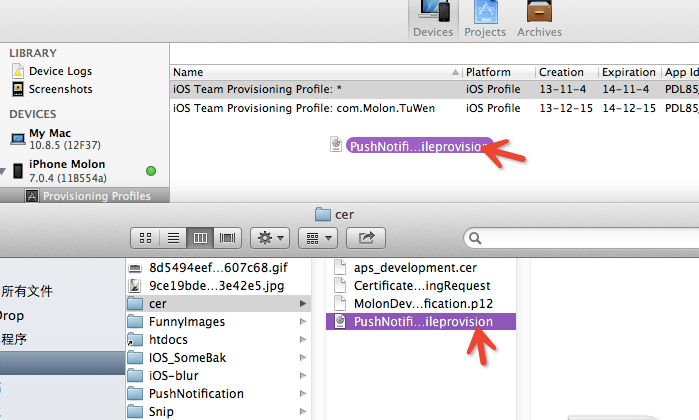 Devices Projects Archives
LIBRARY
Device Logs
Screenshots
DEVICES
My Mac
10.8.5 (12F37)
iPhone Molon
7.0.4 (11B554a)
Provisioning Profiles
Name Platform Creation Expiration App Id
iOS Team Provisioning Profile: * iOS Profile 13-11-4 14-11-4 PDL85
iOS Team Provisioning Profile: com.Molon.TuWen iOS Profile 13-12-15 14-12-15 PDL85
PushNotifi...ileprovision
cer
所有文件
Drop
程序
8d5494eef...607c68.gif
9ce19bde...3e42e5.jpg
cer
FunnyImages
htdocs
IOS_SomeBak
iOS-blur
PushNotification
Snip
aps_development.cer
Certificate...ingRequest
MolonDev...fication.p12
PushNotifi...ileprovision